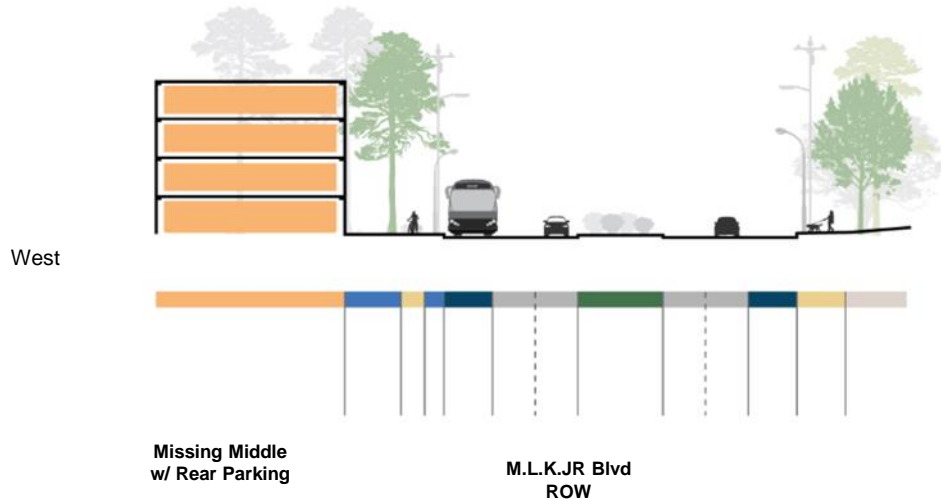 West
Missing Middle
w/ Rear Parking
M.L.K.JR Blvd
ROW